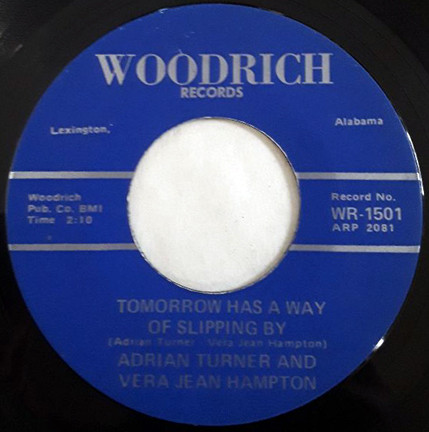 WOODRICH
RECORDS
Lexington,
Alabama
Woodrich
Pub. Co. BMI
Time 2:10
Record No.
WR-1501
ARP 2081
TOMORROW HAS A WAY
OF SLIPPING BY
(Adrian Turner - Vera Jean Hampton)
ADRIAN TURNER AND
VERA JEAN HAMPTON